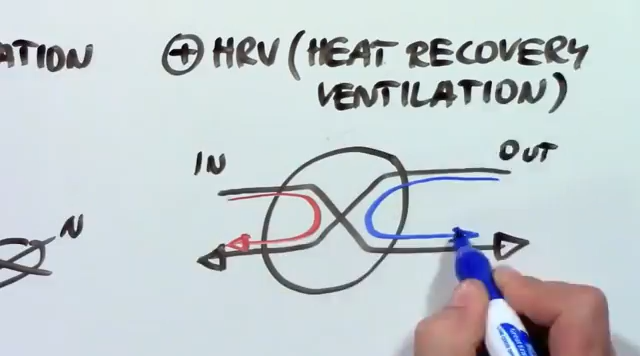 ATION
⊕ HRV (HEAT RECOVERY
VENTILATION)
IN
OUT
N